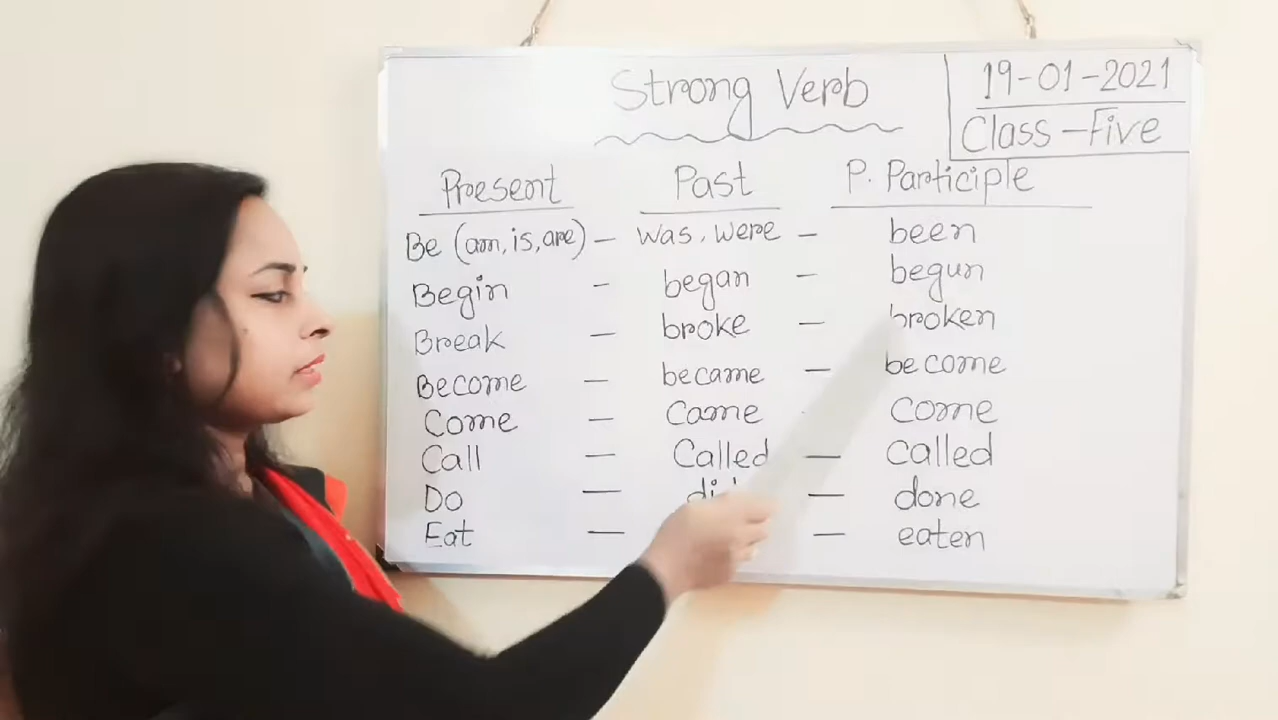 Strong Verb
19-01-2021
Class-Five
Present Past P. Participle
Be (am, is, are) - was, were - been
Begin - began - begun
Break - broke - broken
Become - became - become
Come - Came - Come
Call - Called - Called
Do - - done
Eat - - eaten